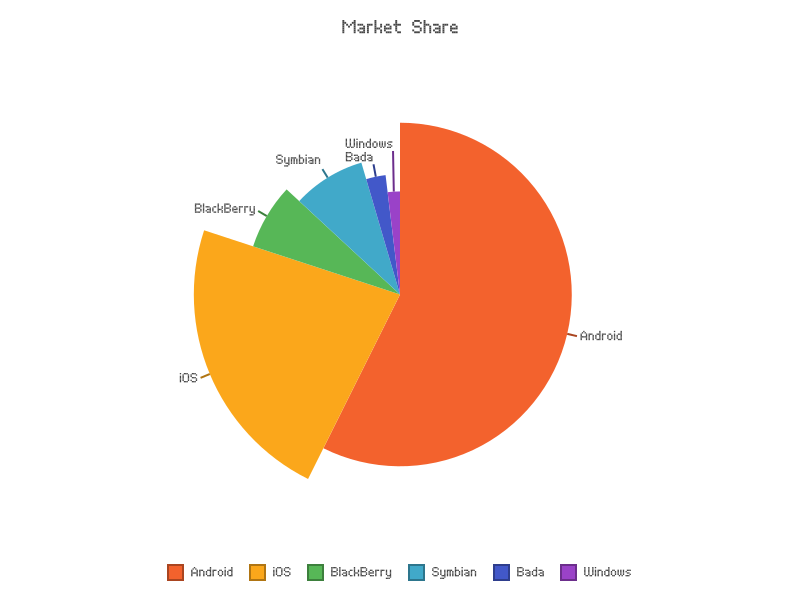 Market Share
Windows
Bada
Symbian
BlackBerry
Android
iOS
Android iOS BlackBerry Symbian Bada Windows